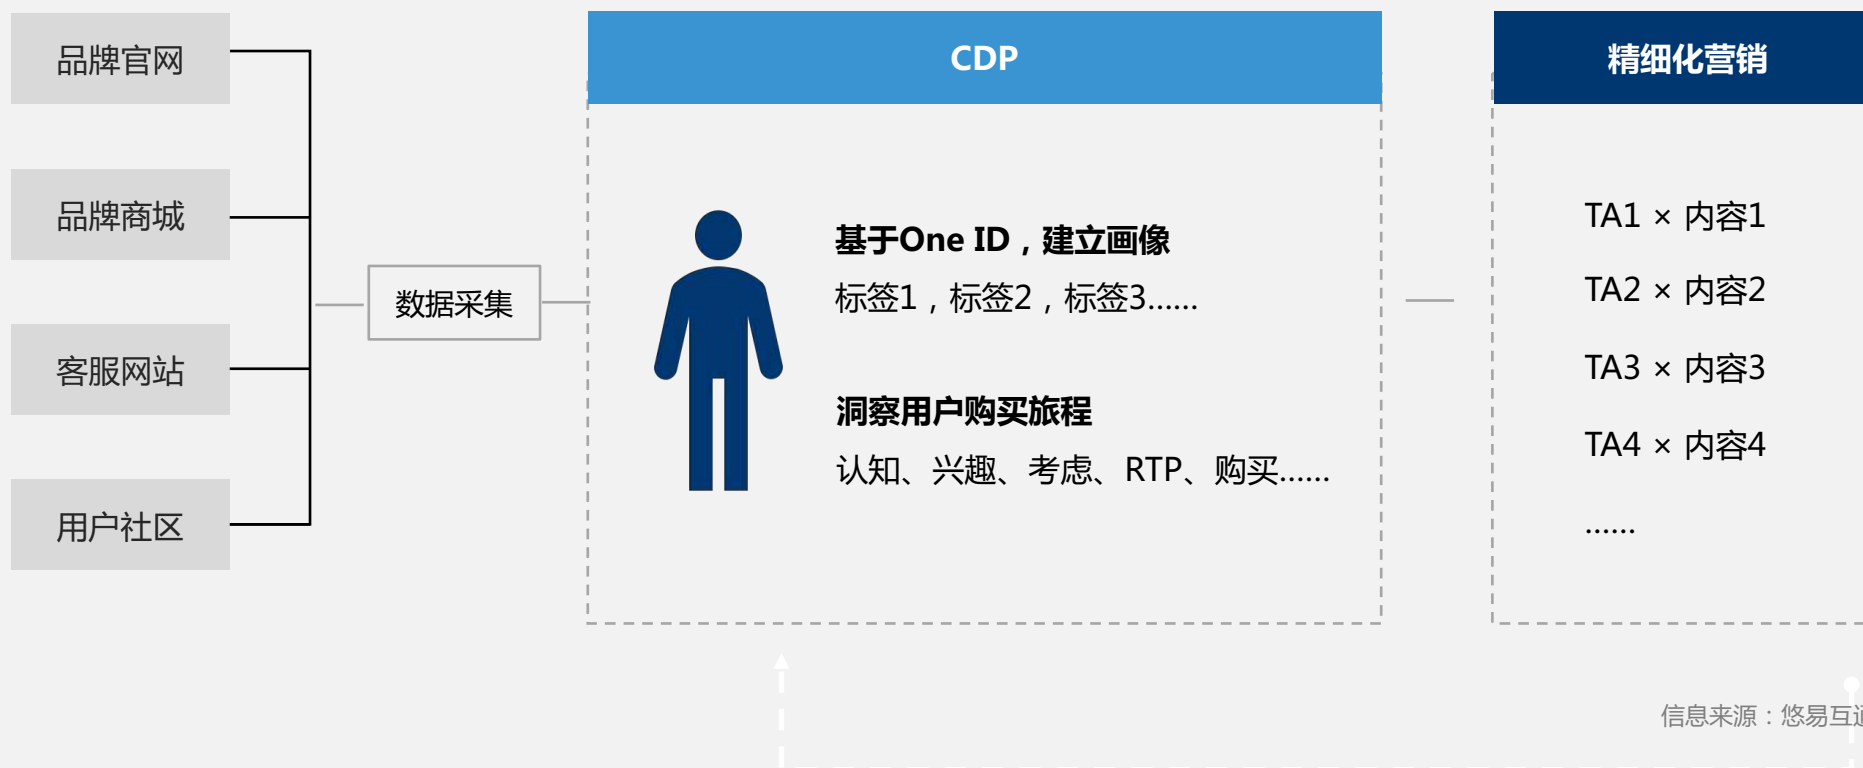 品牌官网
品牌商城
客服网站
用户社区
数据采集
CDP
基于One ID，建立画像
标签1，标签2，标签3……
洞察用户购买旅程
认知、兴趣、考虑、RTP、购买……
精细化营销
TA1 × 内容1
TA2 × 内容2
TA3 × 内容3
TA4 × 内容4
……
信息来源：悠易互通